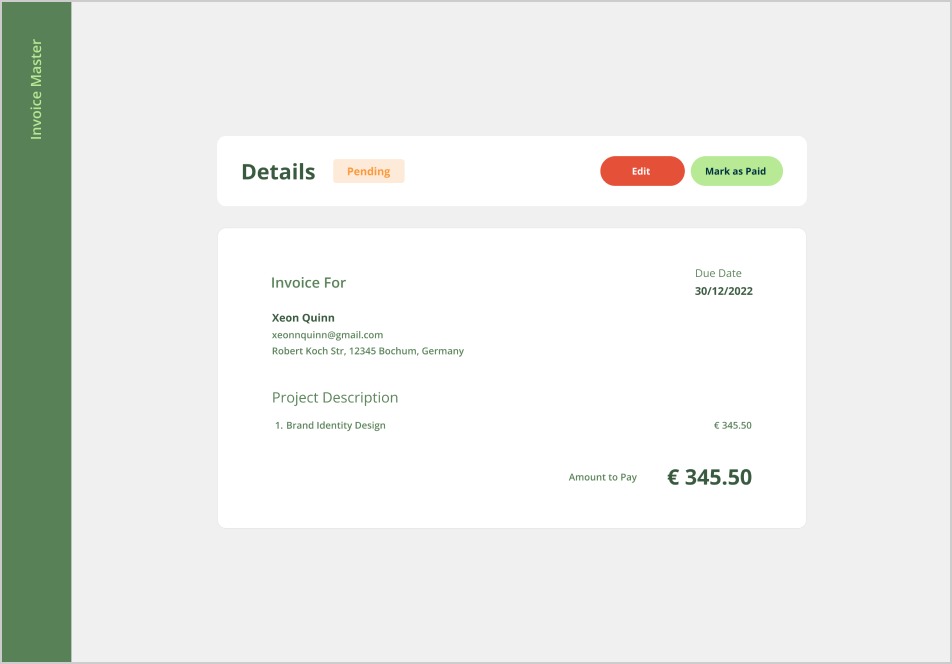 Invoice Master
Details
Pending
Edit
Mark as Paid
Invoice For
Due Date
30/12/2022
Xeon Quinn
xeonnquinn@gmail.com
Robert Koch Str, 12345 Bochum, Germany
Project Description
1. Brand Identity Design
€ 345.50
Amount to Pay
€ 345.50